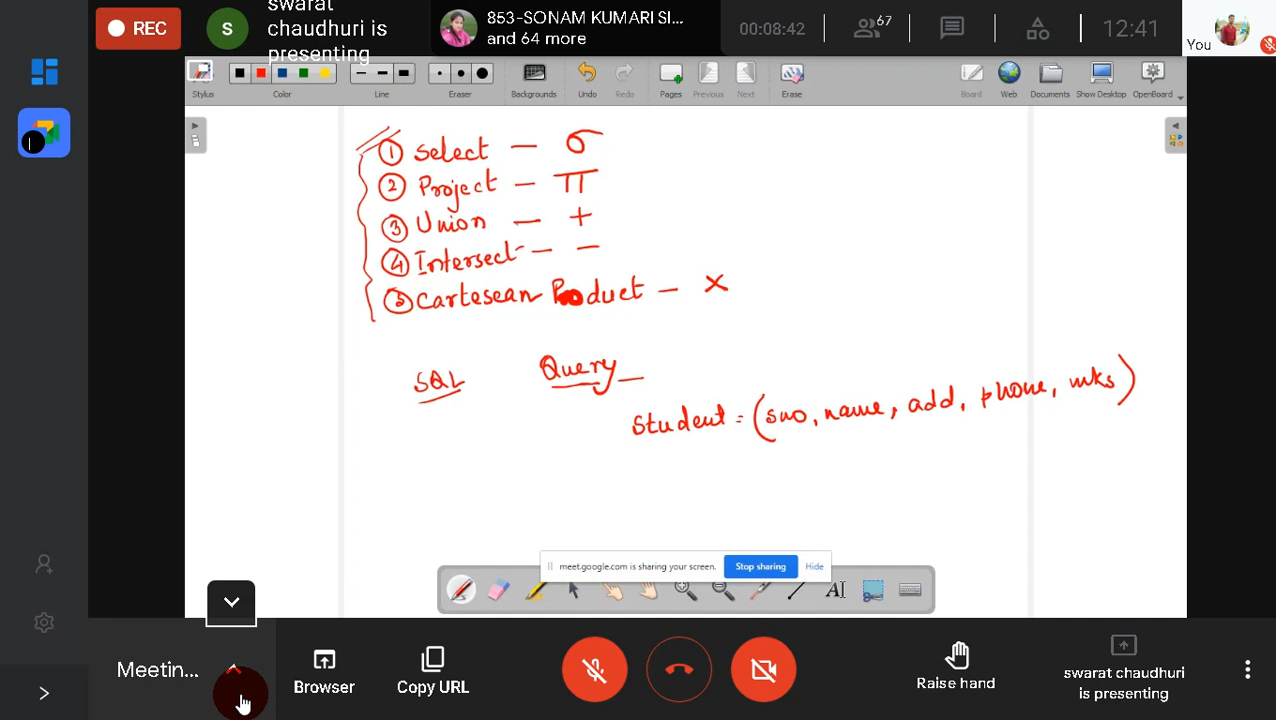 REC
S
swarat chaudhuri is presenting
853-SONAM KUMARI SI...
and 64 more
00:08:42
67
12:41
You
Stylus
Color
Line
Eraser
Backgrounds
Undo
Redo
Pages
Previous
Next
Erase
Board
Web
Documents
Show Desktop
OpenBoard
① Select — σ
② Project — π
③ Union — +
④ Intersect — −
⑤ Cartesean Product — ×
SQL Query —
Student = (sno, name, add, phone, mks)
meet.google.com is sharing your screen. Stop sharing Hide
Meetin...
Browser
Copy URL
Raise hand
swarat chaudhuri
is presenting